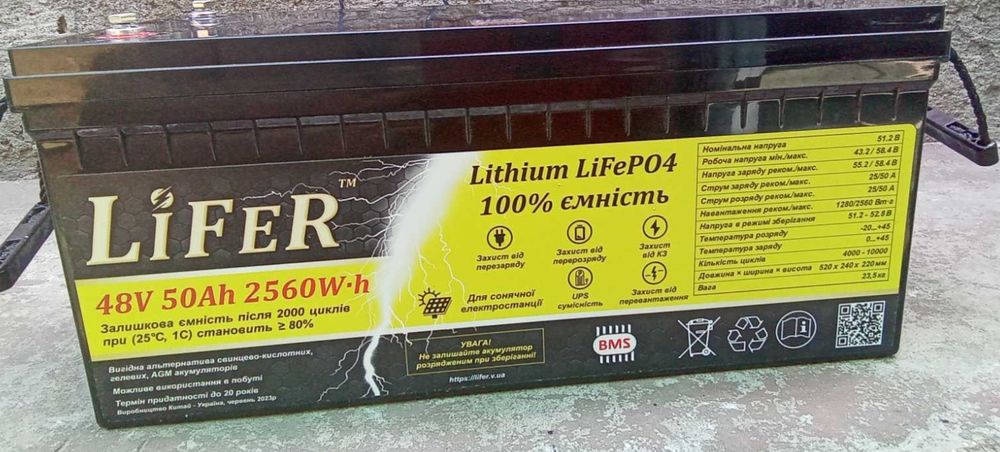 LiFeR™
48V 50Ah 2560W·h
Залишкова ємність після 2000 циклів
при (25°C, 1C) становить ≥ 80%
Вигідна альтернатива свинцево-кислотних,
гелевих, AGM акумуляторів
Можливе використання в побуті
Термін придатності до 20 років
Виробництво Китай - Україна, червень 2023р
Lithium LiFePO4
100% ємність
Захист від
перезаряду
Захист від
перерозряду
Захист
від КЗ
Для сонячної
електростанції
UPS
сумісність
Захист від
перевантаження
УВАГА!
Не залишайте акумулятор
розрядженим при зберіганні!
https://lifer.v.ua
BMS
Номінальна напруга 51.2 В
Робоча напруга мін./макс. 43.2 / 58.4 В
Напруга заряду реком./макс. 55.2 / 58.4 В
Струм заряду реком./макс. 25/50 А
Струм розряду реком./макс. 25/50 А
Навантаження реком./макс. 1280/2560 Вт·г
Напруга в режимі зберігання 51.2 - 52.8 В
Температура розряду -20...+45
Температура заряду 0...+45
Кількість циклів 4000 - 10000
Довжина × ширина × висота 520 x 240 x 220 мм
Вага 23,5 кг